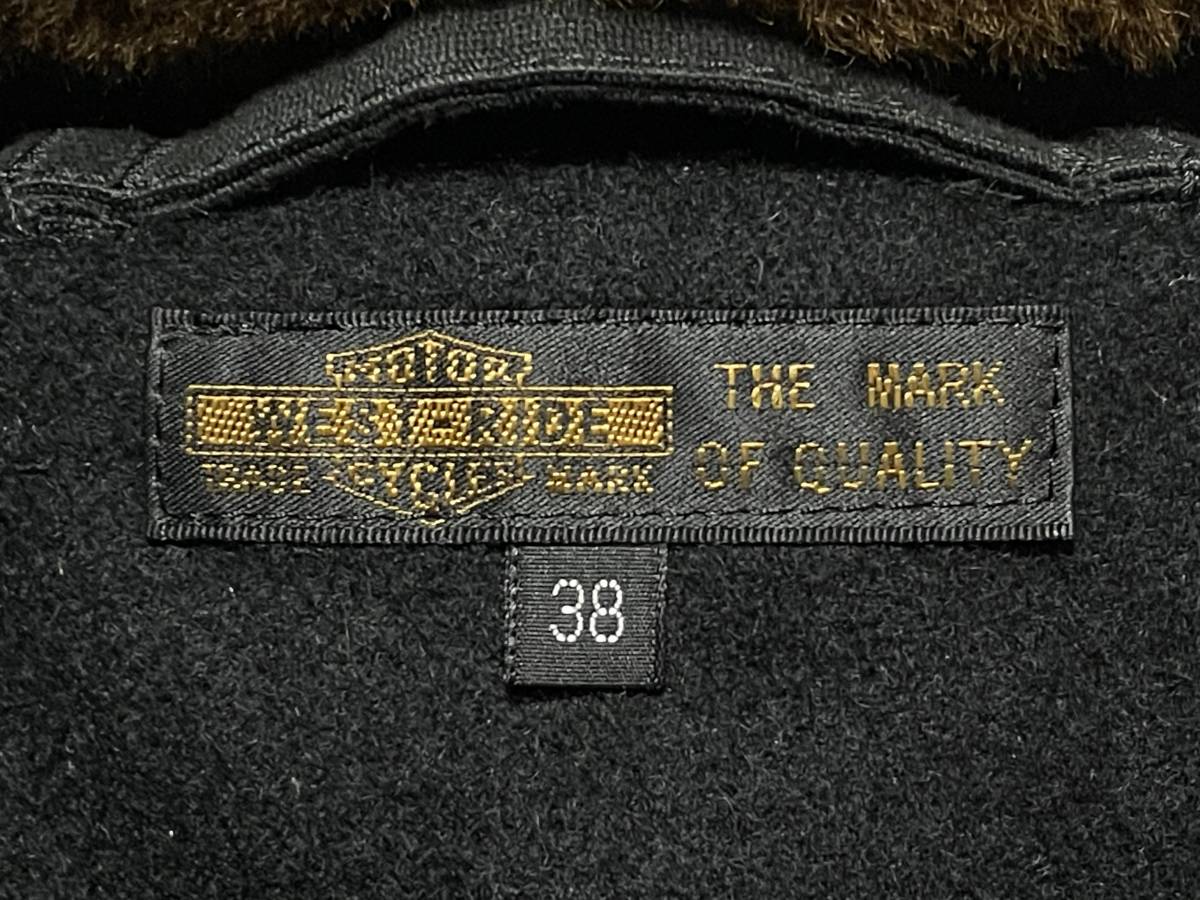 MOTOR
WEST-RIDE
TRADE CYCLES MARK
THE MARK
OF QUALITY
38